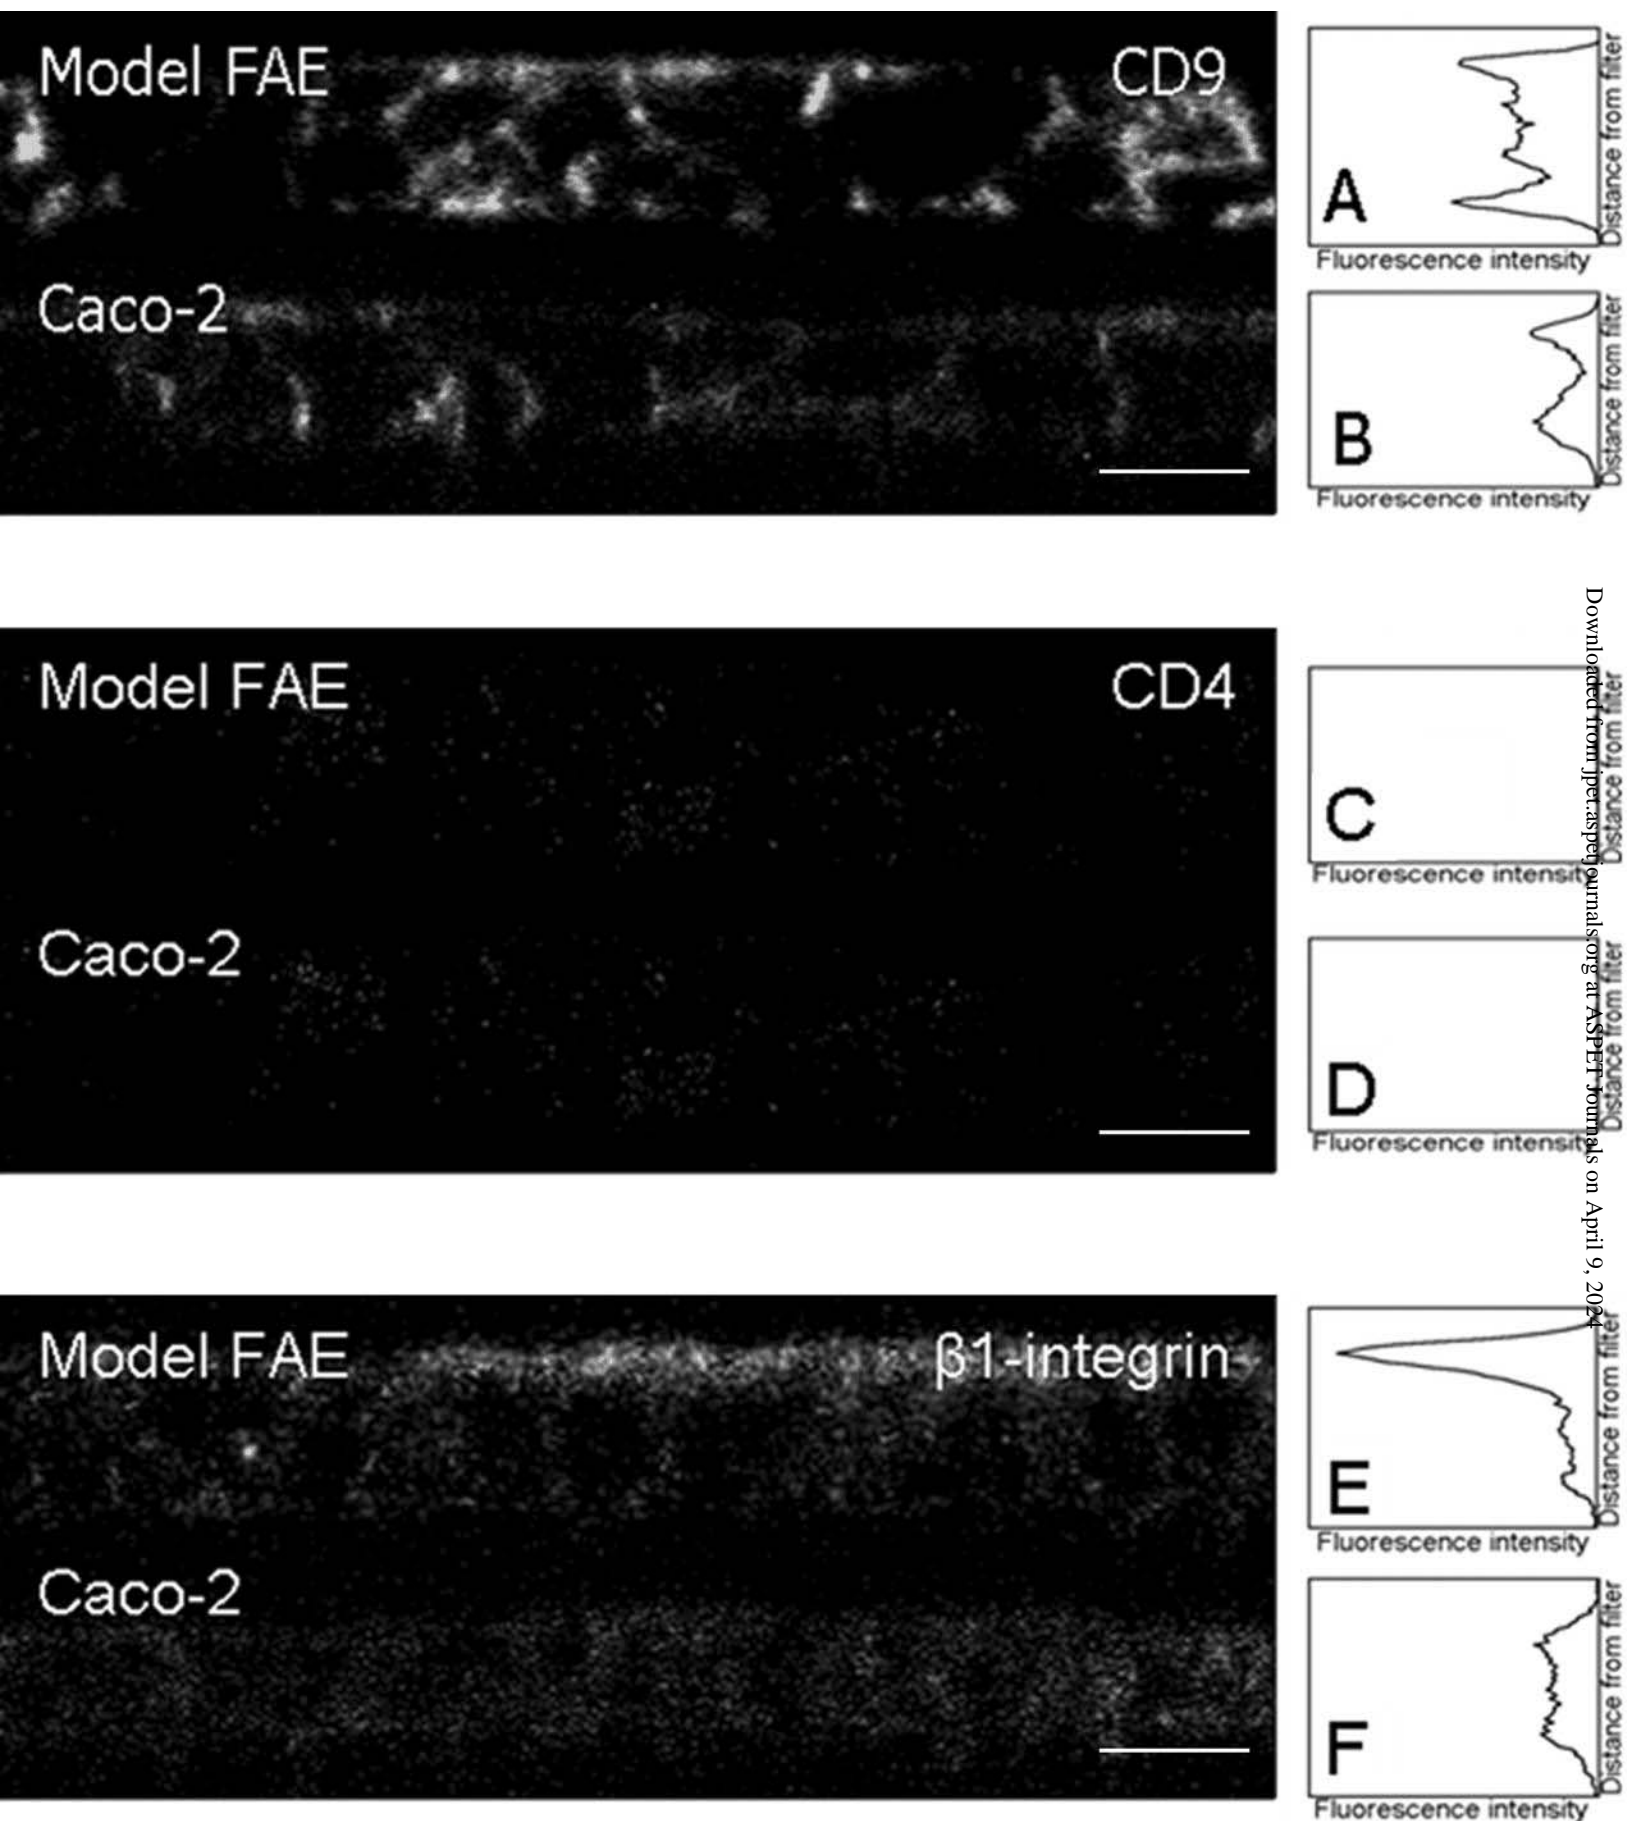 Model FAE
CD9
Caco-2
A
Distance from filter
Fluorescence intensity
B
Distance from filter
Fluorescence intensity
Model FAE
CD4
Caco-2
C
Distance from filter
Fluorescence intensity
D
Distance from filter
Fluorescence intensity
Downloaded from jpet.aspetjournals.org at ASPET Journals on April 9, 2024
Model FAE
β1-integrin
Caco-2
E
Distance from filter
Fluorescence intensity
F
Distance from filter
Fluorescence intensity